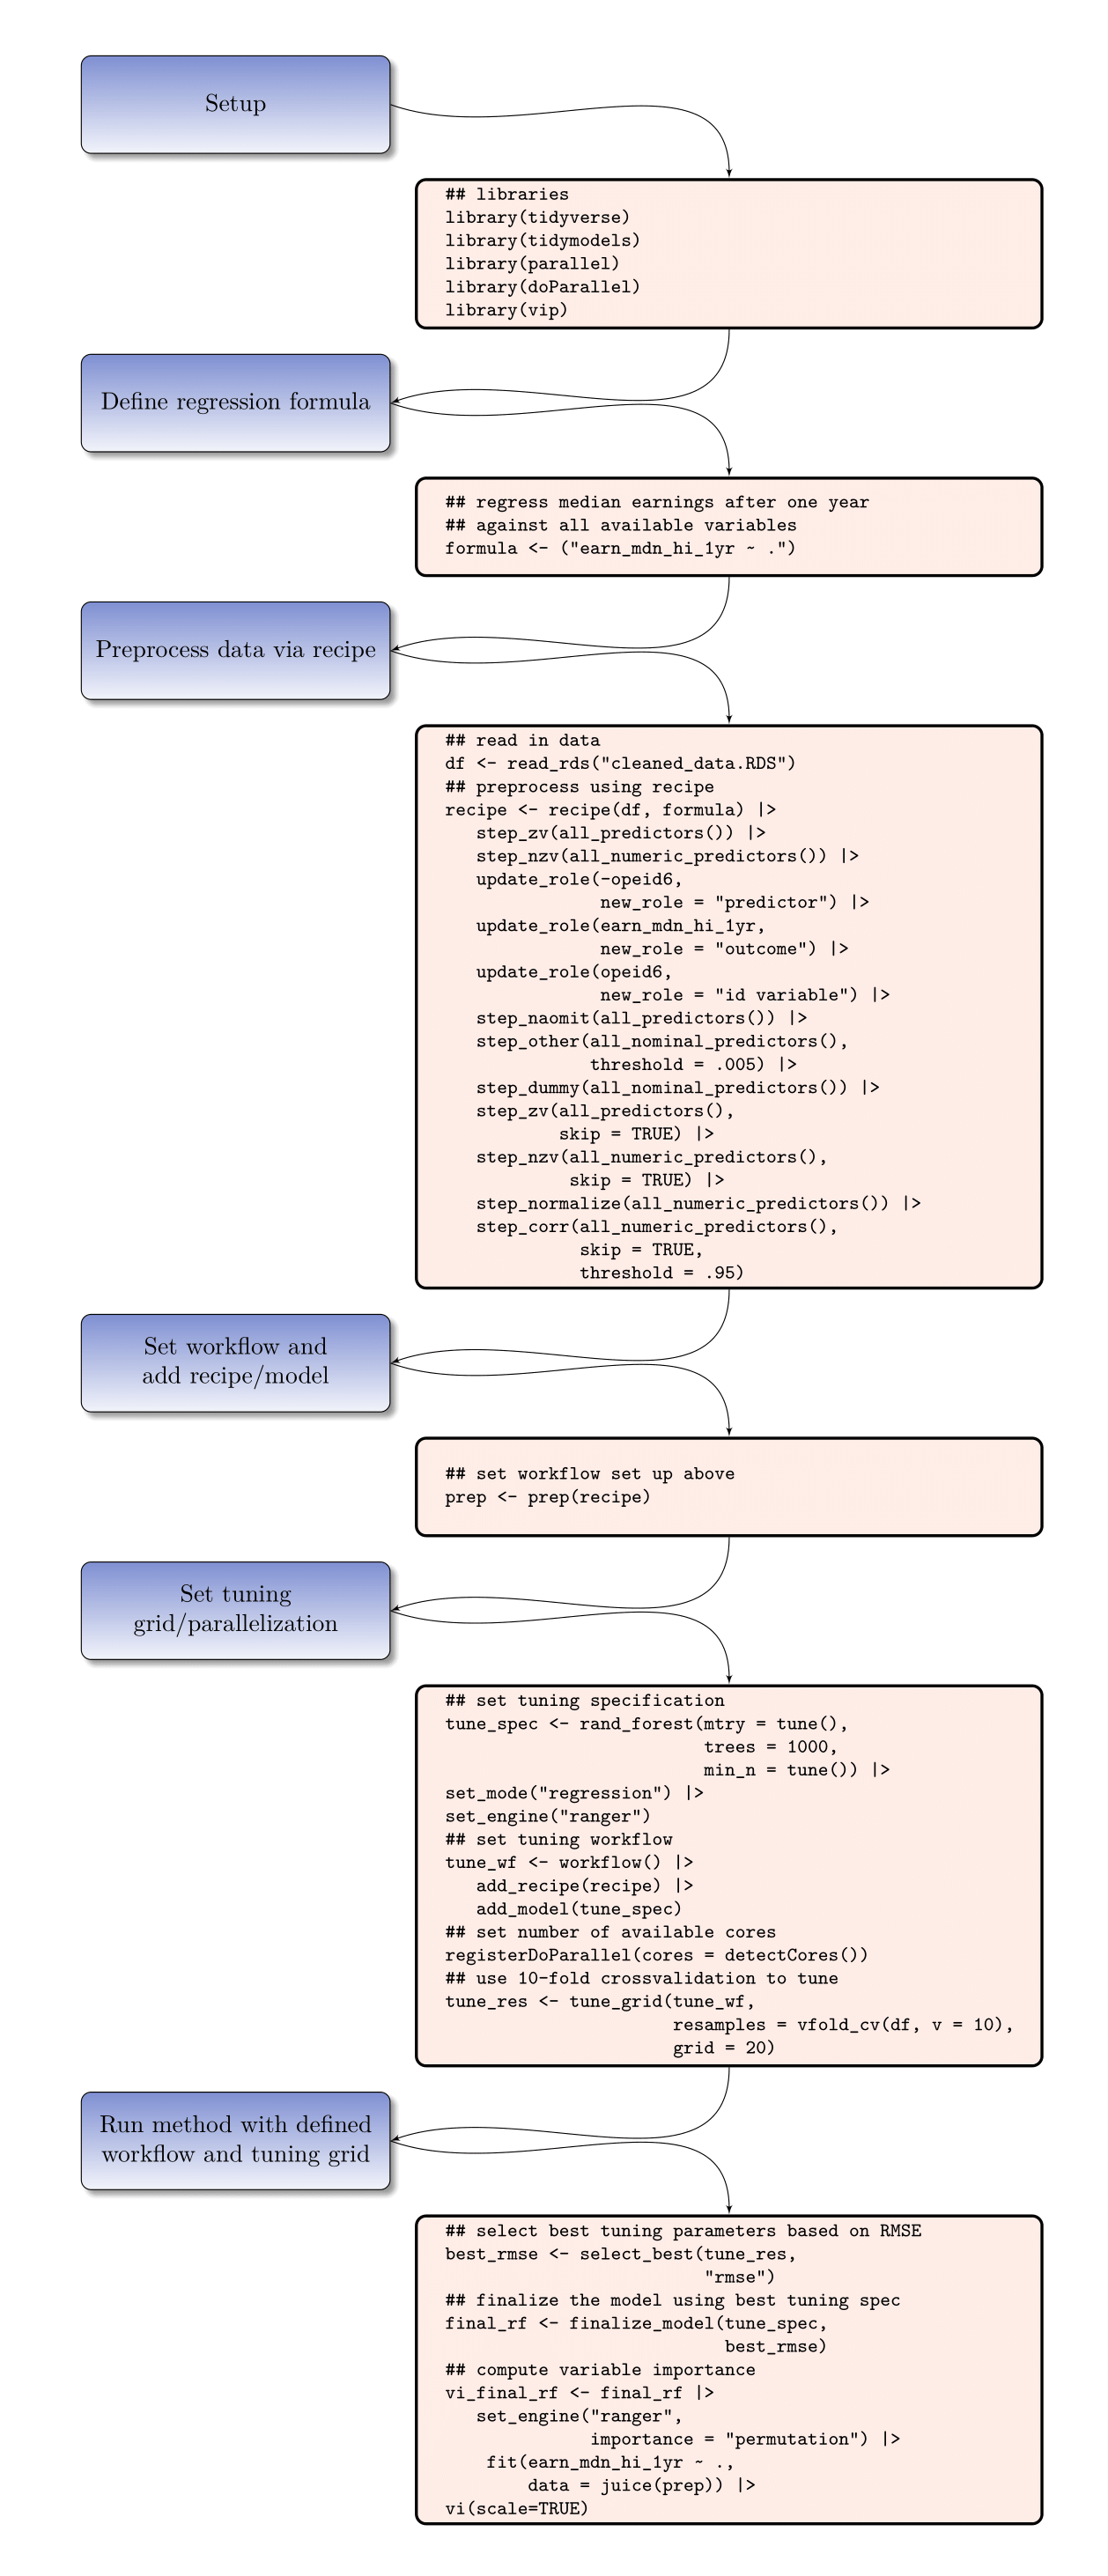 Setup
## libraries
library(tidyverse)
library(tidymodels)
library(parallel)
library(doParallel)
library(vip)
Define regression formula
## regress median earnings after one year
## against all available variables
formula <- ("earn_mdn_hi_1yr ~ .")
Preprocess data via recipe
## read in data
df <- read_rds("cleaned_data.RDS")
## preprocess using recipe
recipe <- recipe(df, formula) |>
   step_zv(all_predictors()) |>
   step_nzv(all_numeric_predictors()) |>
   update_role(-opeid6,
               new_role = "predictor") |>
   update_role(earn_mdn_hi_1yr,
               new_role = "outcome") |>
   update_role(opeid6,
               new_role = "id variable") |>
   step_naomit(all_predictors()) |>
   step_other(all_nominal_predictors(),
              threshold = .005) |>
   step_dummy(all_nominal_predictors()) |>
   step_zv(all_predictors(),
           skip = TRUE) |>
   step_nzv(all_numeric_predictors(),
            skip = TRUE) |>
   step_normalize(all_numeric_predictors()) |>
   step_corr(all_numeric_predictors(),
             skip = TRUE,
             threshold = .95)
Set workflow and
add recipe/model
## set workflow set up above
prep <- prep(recipe)
Set tuning
grid/parallelization
## set tuning specification
tune_spec <- rand_forest(mtry = tune(),
                         trees = 1000,
                         min_n = tune()) |>
set_mode("regression") |>
set_engine("ranger")
## set tuning workflow
tune_wf <- workflow() |>
   add_recipe(recipe) |>
   add_model(tune_spec)
## set number of available cores
registerDoParallel(cores = detectCores())
## use 10-fold crossvalidation to tune
tune_res <- tune_grid(tune_wf,
                      resamples = vfold_cv(df, v = 10),
                      grid = 20)
Run method with defined
workflow and tuning grid
## select best tuning parameters based on RMSE
best_rmse <- select_best(tune_res,
                         "rmse")
## finalize the model using best tuning spec
final_rf <- finalize_model(tune_spec,
                           best_rmse)
## compute variable importance
vi_final_rf <- final_rf |>
   set_engine("ranger",
              importance = "permutation") |>
    fit(earn_mdn_hi_1yr ~ .,
        data = juice(prep)) |>
vi(scale=TRUE)